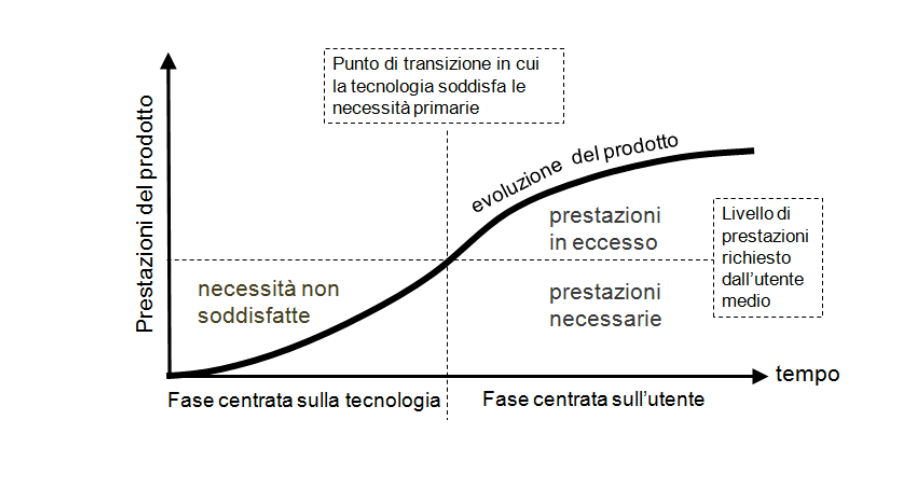 Punto di transizione in cui
la tecnologia soddisfa le
necessità primarie
Prestazioni del prodotto
evoluzione del prodotto
prestazioni
in eccesso
Livello di
prestazioni
richiesto
dall'utente
medio
necessità non
soddisfatte
prestazioni
necessarie
tempo
Fase centrata sulla tecnologia
Fase centrata sull'utente